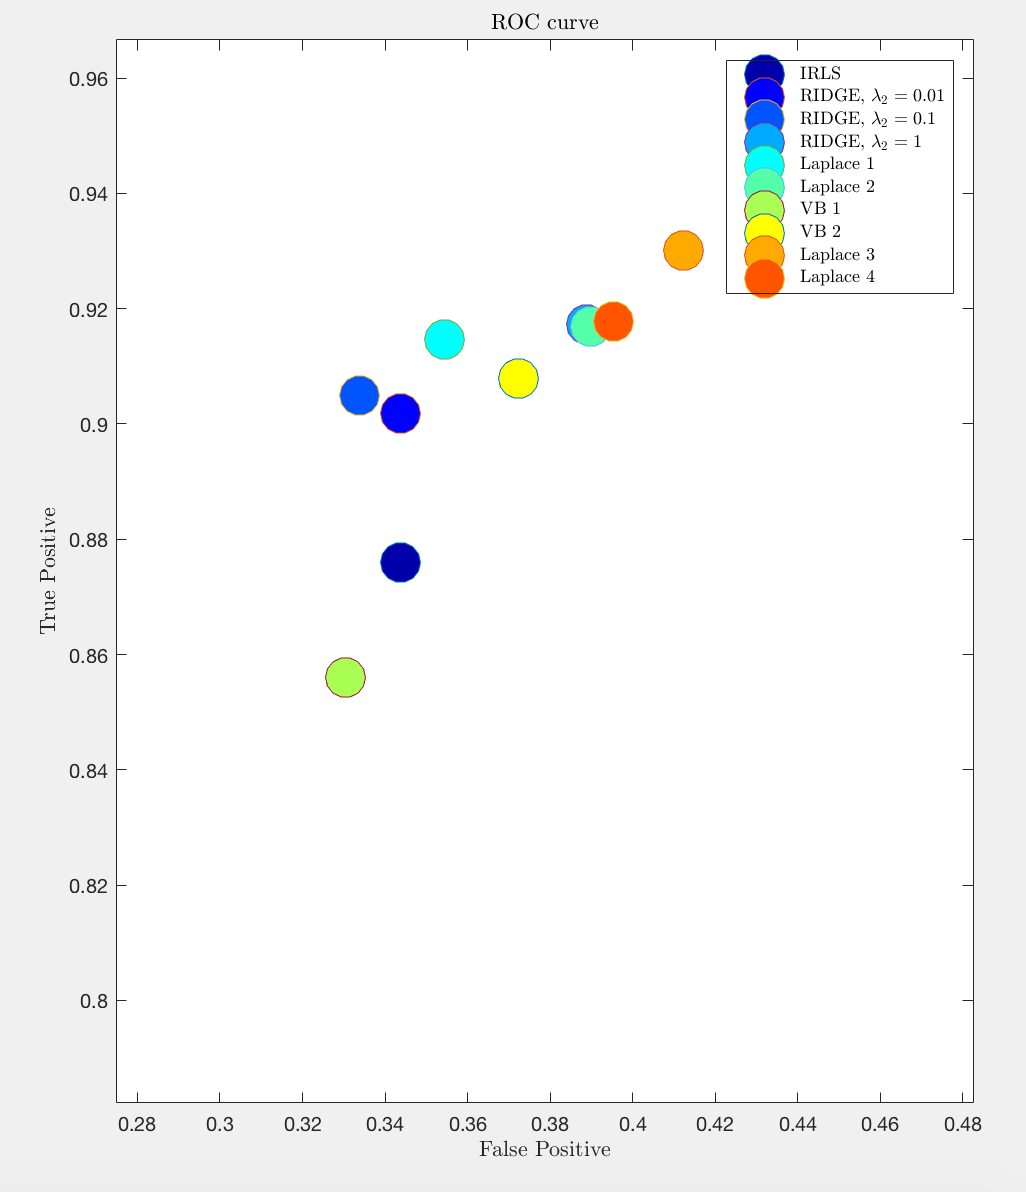 ROC curve
IRLS
RIDGE, λ₂ = 0.01
RIDGE, λ₂ = 0.1
RIDGE, λ₂ = 1
Laplace 1
Laplace 2
VB 1
VB 2
Laplace 3
Laplace 4
0.96
0.94
0.92
0.9
0.88
0.86
0.84
0.82
0.8
True Positive
0.28 0.3 0.32 0.34 0.36 0.38 0.4 0.42 0.44 0.46 0.48
False Positive